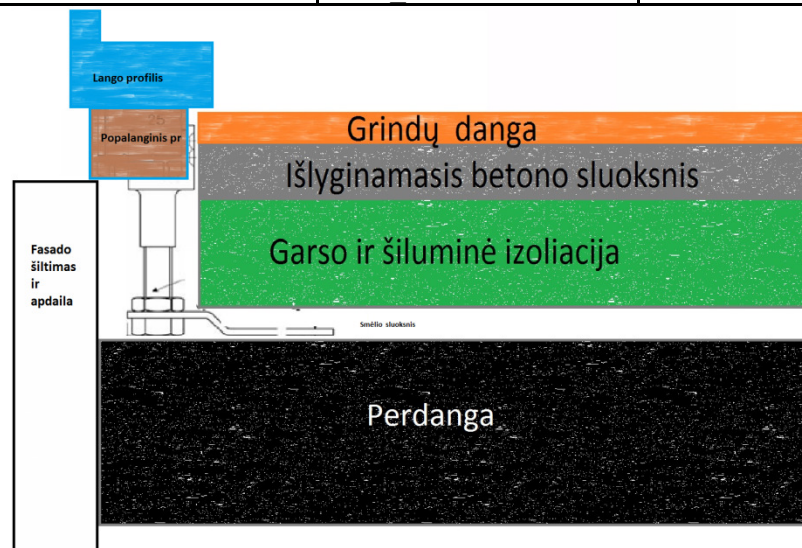 Lango profilis
25
Popalanginis pr
Grindų danga
Išlyginamasis betono sluoksnis
Garso ir šiluminė izoliacija
Fasado
šiltimas
ir
apdaila
Smėlio sluoksnis
Perdanga